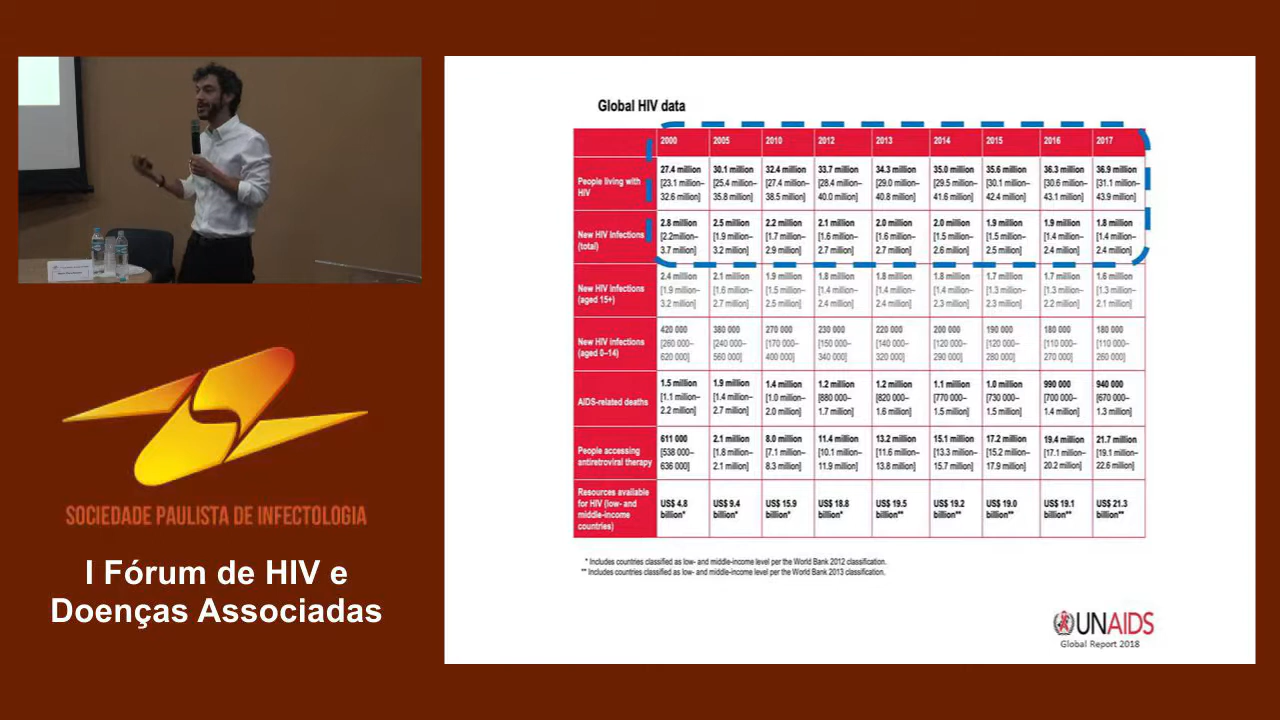 Global HIV data
2000 2005 2010 2012 2013 2014 2015 2016 2017
People living with HIV
27.4 million [23.1 million– 32.6 million]
30.1 million [25.4 million– 35.8 million]
32.4 million [27.4 million– 38.5 million]
33.7 million [28.4 million– 40.0 million]
34.3 million [29.0 million– 40.8 million]
35.0 million [29.5 million– 41.6 million]
35.6 million [30.1 million– 42.4 million]
36.3 million [30.6 million– 43.1 million]
36.9 million [31.1 million– 43.9 million]
New HIV infections (total)
2.8 million [2.2million– 3.7 million]
2.5 million [1.9 million– 3.2 million]
2.2 million [1.7 million– 2.9 million]
2.1 million [1.6 million– 2.7 million]
2.0 million [1.6 million– 2.7 million]
2.0 million [1.5 million– 2.6 million]
1.9 million [1.5 million– 2.5 million]
1.9 million [1.4 million– 2.4 million]
1.8 million [1.4 million– 2.4 million]
New HIV infections (aged 15+)
2.4 million [1.9 million– 3.2 million]
2.1 million [1.6 million– 2.7 million]
1.9 million [1.5 million– 2.5 million]
1.8 million [1.4 million– 2.4 million]
1.8 million [1.4 million– 2.4 million]
1.8 million [1.4 million– 2.3 million]
1.7 million [1.3 million– 2.3 million]
1.7 million [1.3 million– 2.2 million]
1.6 million [1.3 million– 2.1 million]
New HIV infections (aged 0–14)
420 000 [260 000– 620 000]
380 000 [240 000– 560 000]
270 000 [170 000– 400 000]
230 000 [150 000– 340 000]
220 000 [140 000– 320 000]
200 000 [120 000– 290 000]
190 000 [120 000– 280 000]
180 000 [110 000– 270 000]
180 000 [110 000– 260 000]
AIDS-related deaths
1.5 million [1.1 million– 2.2 million]
1.9 million [1.4 million– 2.7 million]
1.4 million [1.0 million– 2.0 million]
1.2 million [880 000– 1.7 million]
1.2 million [820 000– 1.6 million]
1.1 million [770 000– 1.5 million]
1.0 million [730 000– 1.5 million]
990 000 [700 000– 1.4 million]
940 000 [670 000– 1.3 million]
People accessing antiretroviral therapy
611 000 [538 000– 636 000]
2.1 million [1.8 million– 2.1 million]
8.0 million [7.1 million– 8.3 million]
11.4 million [10.1 million– 11.9 million]
13.2 million [11.6 million– 13.8 million]
15.1 million [13.3 million– 15.7 million]
17.2 million [15.2 million– 17.9 million]
19.4 million [17.1 million– 20.2 million]
21.7 million [19.1 million– 22.6 million]
Resources available for HIV (low- and middle-income countries)
US$ 4.8 billion*
US$ 9.4 billion*
US$ 15.9 billion*
US$ 18.8 billion*
US$ 19.5 billion**
US$ 19.2 billion**
US$ 19.0 billion**
US$ 19.1 billion**
US$ 21.3 billion**
* Includes countries classified as low- and middle-income level per the World Bank 2012 classification.
** Includes countries classified as low- and middle-income level per the World Bank 2013 classification.
UNAIDS
Global Report 2018
SOCIEDADE PAULISTA DE INFECTOLOGIA
I Fórum de HIV e
Doenças Associadas